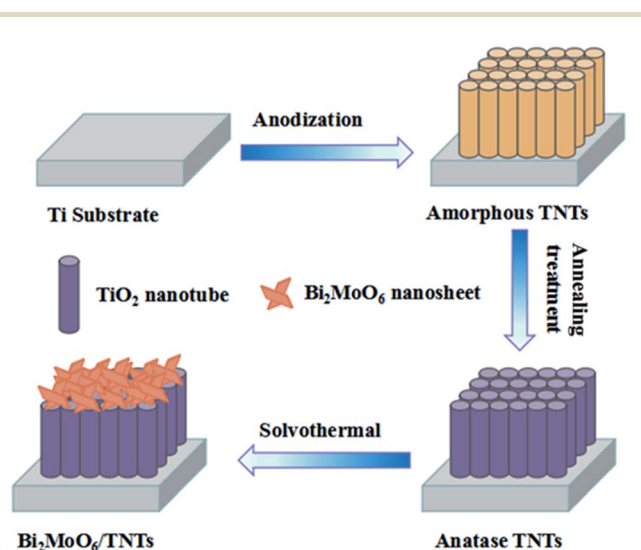 Anodization
Ti Substrate
Amorphous TNTs
Annealing
treatment
TiO₂ nanotube
Bi₂MoO₆ nanosheet
Solvothermal
Bi₂MoO₆/TNTs
Anatase TNTs